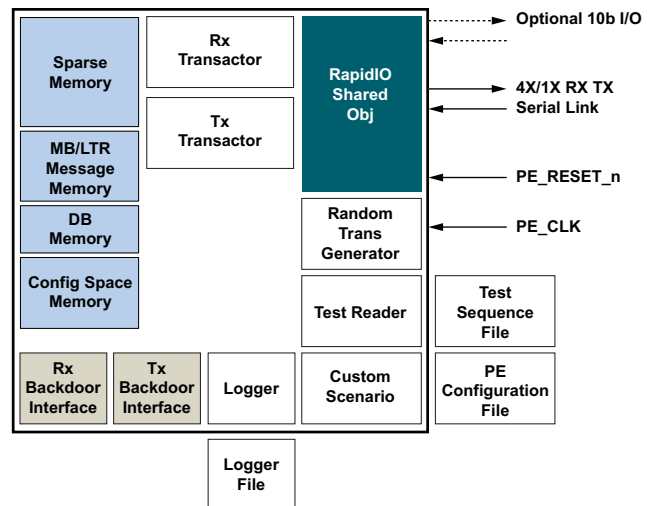 Sparse
Memory
Rx
Transactor
RapidIO
Shared
Obj
Optional 10b I/O
4X/1X RX TX
Serial Link
Tx
Transactor
MB/LTR
Message
Memory
PE_RESET_n
DB
Memory
Random
Trans
Generator
PE_CLK
Config Space
Memory
Test Reader
Test
Sequence
File
Rx
Backdoor
Interface
Tx
Backdoor
Interface
Logger
Custom
Scenario
PE
Configuration
File
Logger
File